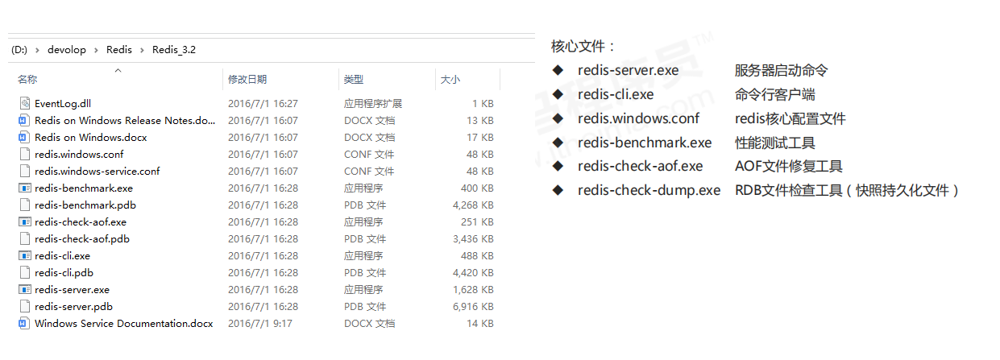 (D:) › devolop › Redis › Redis_3.2
名称 修改日期 类型 大小
EventLog.dll 2016/7/1 16:27 应用程序扩展 1 KB
Redis on Windows Release Notes.do... 2016/7/1 16:07 DOCX 文档 13 KB
Redis on Windows.docx 2016/7/1 16:07 DOCX 文档 17 KB
redis.windows.conf 2016/7/1 16:07 CONF 文件 48 KB
redis.windows-service.conf 2016/7/1 16:07 CONF 文件 48 KB
redis-benchmark.exe 2016/7/1 16:28 应用程序 400 KB
redis-benchmark.pdb 2016/7/1 16:28 PDB 文件 4,268 KB
redis-check-aof.exe 2016/7/1 16:28 应用程序 251 KB
redis-check-aof.pdb 2016/7/1 16:28 PDB 文件 3,436 KB
redis-cli.exe 2016/7/1 16:28 应用程序 488 KB
redis-cli.pdb 2016/7/1 16:28 PDB 文件 4,420 KB
redis-server.exe 2016/7/1 16:28 应用程序 1,628 KB
redis-server.pdb 2016/7/1 16:28 PDB 文件 6,916 KB
Windows Service Documentation.docx 2016/7/1 9:17 DOCX 文档 14 KB
核心文件：
◆ redis-server.exe 服务器启动命令
◆ redis-cli.exe 命令行客户端
◆ redis.windows.conf redis核心配置文件
◆ redis-benchmark.exe 性能测试工具
◆ redis-check-aof.exe AOF文件修复工具
◆ redis-check-dump.exe RDB文件检查工具（快照持久化文件）